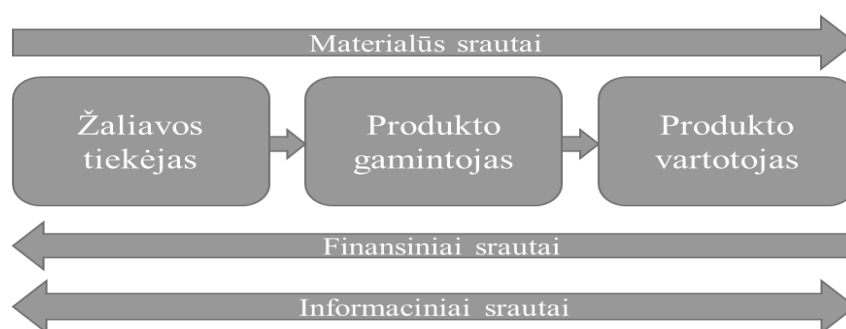 Materialūs srautai
Žaliavos
tiekėjas
Produkto
gamintojas
Produkto
vartotojas
Finansiniai srautai
Informaciniai srautai